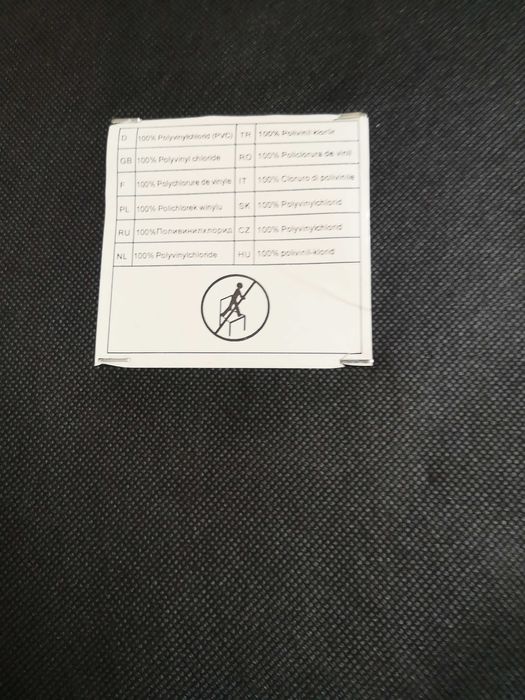 D 100% Polyvinylchlorid (PVC) TR 100% Polivinil klorür
GB 100% Polyvinyl chloride RO 100% Policlorura de vinil
F 100% Polychlorure de vinyle IT 100% Cloruro di polivinile
PL 100% Polichlorek winylu SK 100% Polyvinylchlorid
RU 100%Поливинилхлорид CZ 100% Polyvinylchlorid
NL 100% Polyvinylchloride HU 100% polivinil-klorid